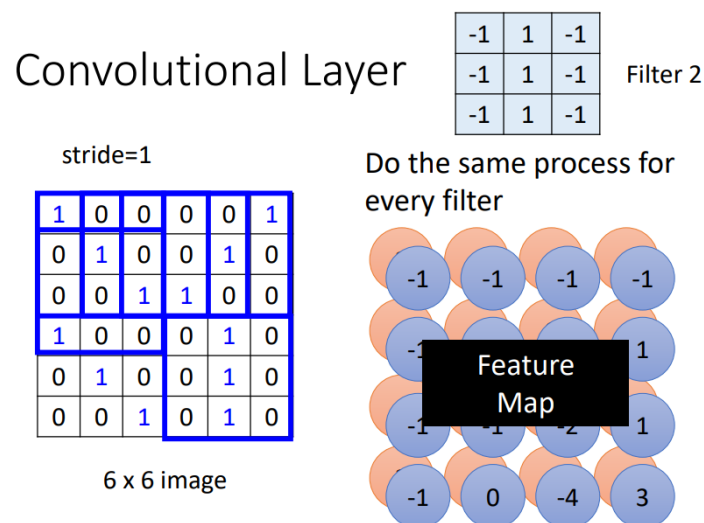 Convolutional Layer
-1 1 -1
-1 1 -1
-1 1 -1
Filter 2
stride=1
1 0 0 0 0 1
0 1 0 0 1 0
0 0 1 1 0 0
1 0 0 0 1 0
0 1 0 0 1 0
0 0 1 0 1 0
6 x 6 image
Do the same process for
every filter
-1 -1 -1 -1
1
Feature
Map
1
-1 0 -4 3